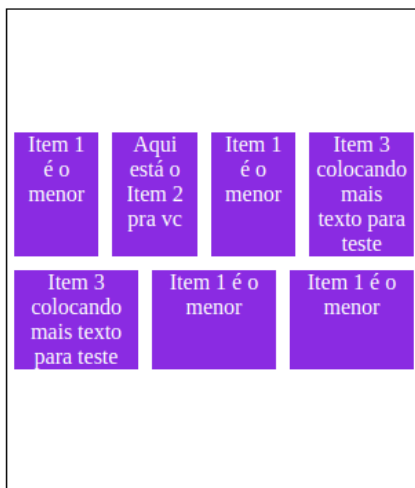 Item 1
é o
menor
Aqui
está o
Item 2
pra vc
Item 1
é o
menor
Item 3
colocando
mais
texto para
teste
Item 3
colocando
mais texto
para teste
Item 1 é o
menor
Item 1 é o
menor